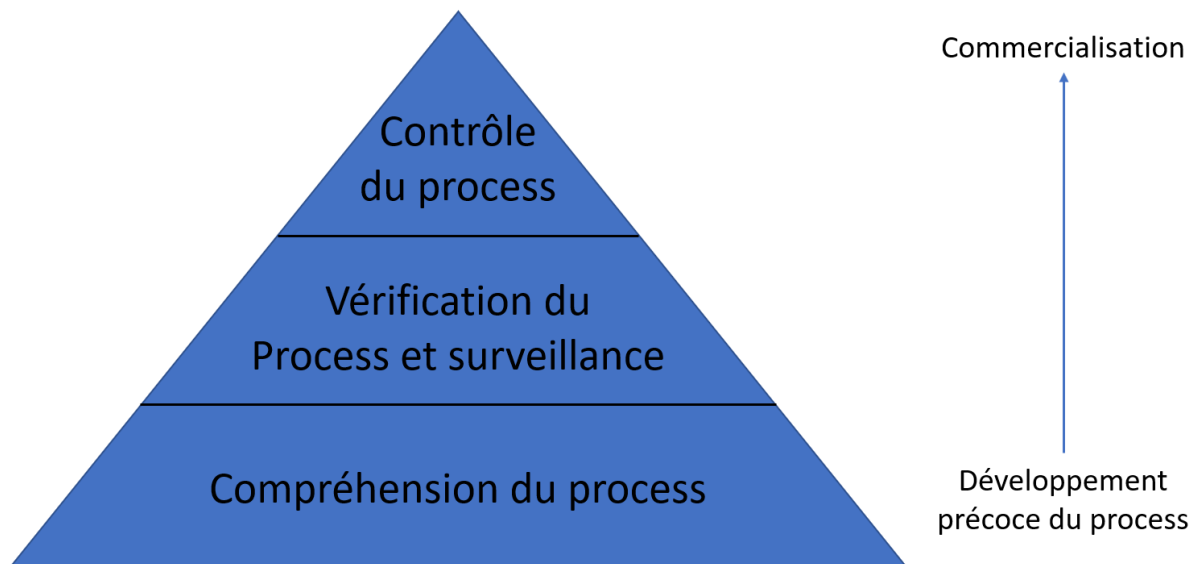 Contrôle
du process
Vérification du
Process et surveillance
Compréhension du process
Commercialisation
Développement
précoce du process